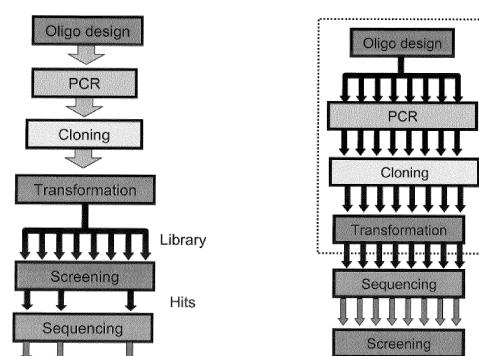 Oligo design
PCR
Cloning
Transformation
Library
Screening
Hits
Sequencing
Oligo design
PCR
Cloning
Transformation
Sequencing
Screening